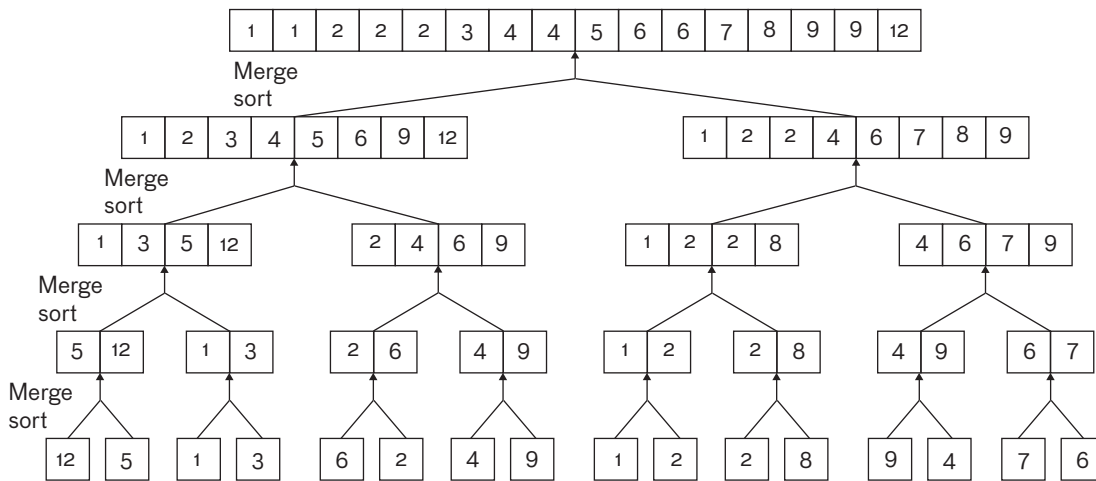 1 1 2 2 2 3 4 4 5 6 6 7 8 9 9 12
Merge
sort
1 2 3 4 5 6 9 12 1 2 2 4 6 7 8 9
Merge
sort
1 3 5 12 2 4 6 9 1 2 2 8 4 6 7 9
Merge
sort
5 12 1 3 2 6 4 9 1 2 2 8 4 9 6 7
Merge
sort
12 5 1 3 6 2 4 9 1 2 2 8 9 4 7 6